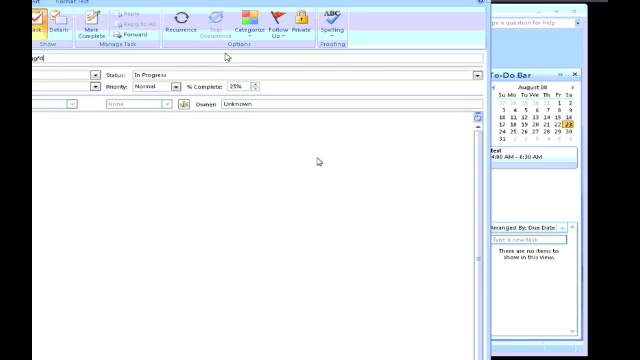 Format Text
Type a question for help
Task
Details
Mark Complete
Reply
Reply to All
Forward
Recurrence
Skip Occurrence
Categorize
Follow Up
Private
Spelling
Show
Manage Task
Options
Proofing
Status:
In Progress
Priority:
Normal
% Complete:
25%
None
Owner:
Unknown
To-Do Bar
August 08
Su Mo Tu We Th Fr Sa
1 2
3 4 5 6 7 8 9
10 11 12 13 14 15 16
17 18 19 20 21 22 23
24 25 26 27 28 29 30
31
test
4:00 AM - 6:30 AM
Arranged By: Due Date
Type a new task
There are no items to
show in this view.